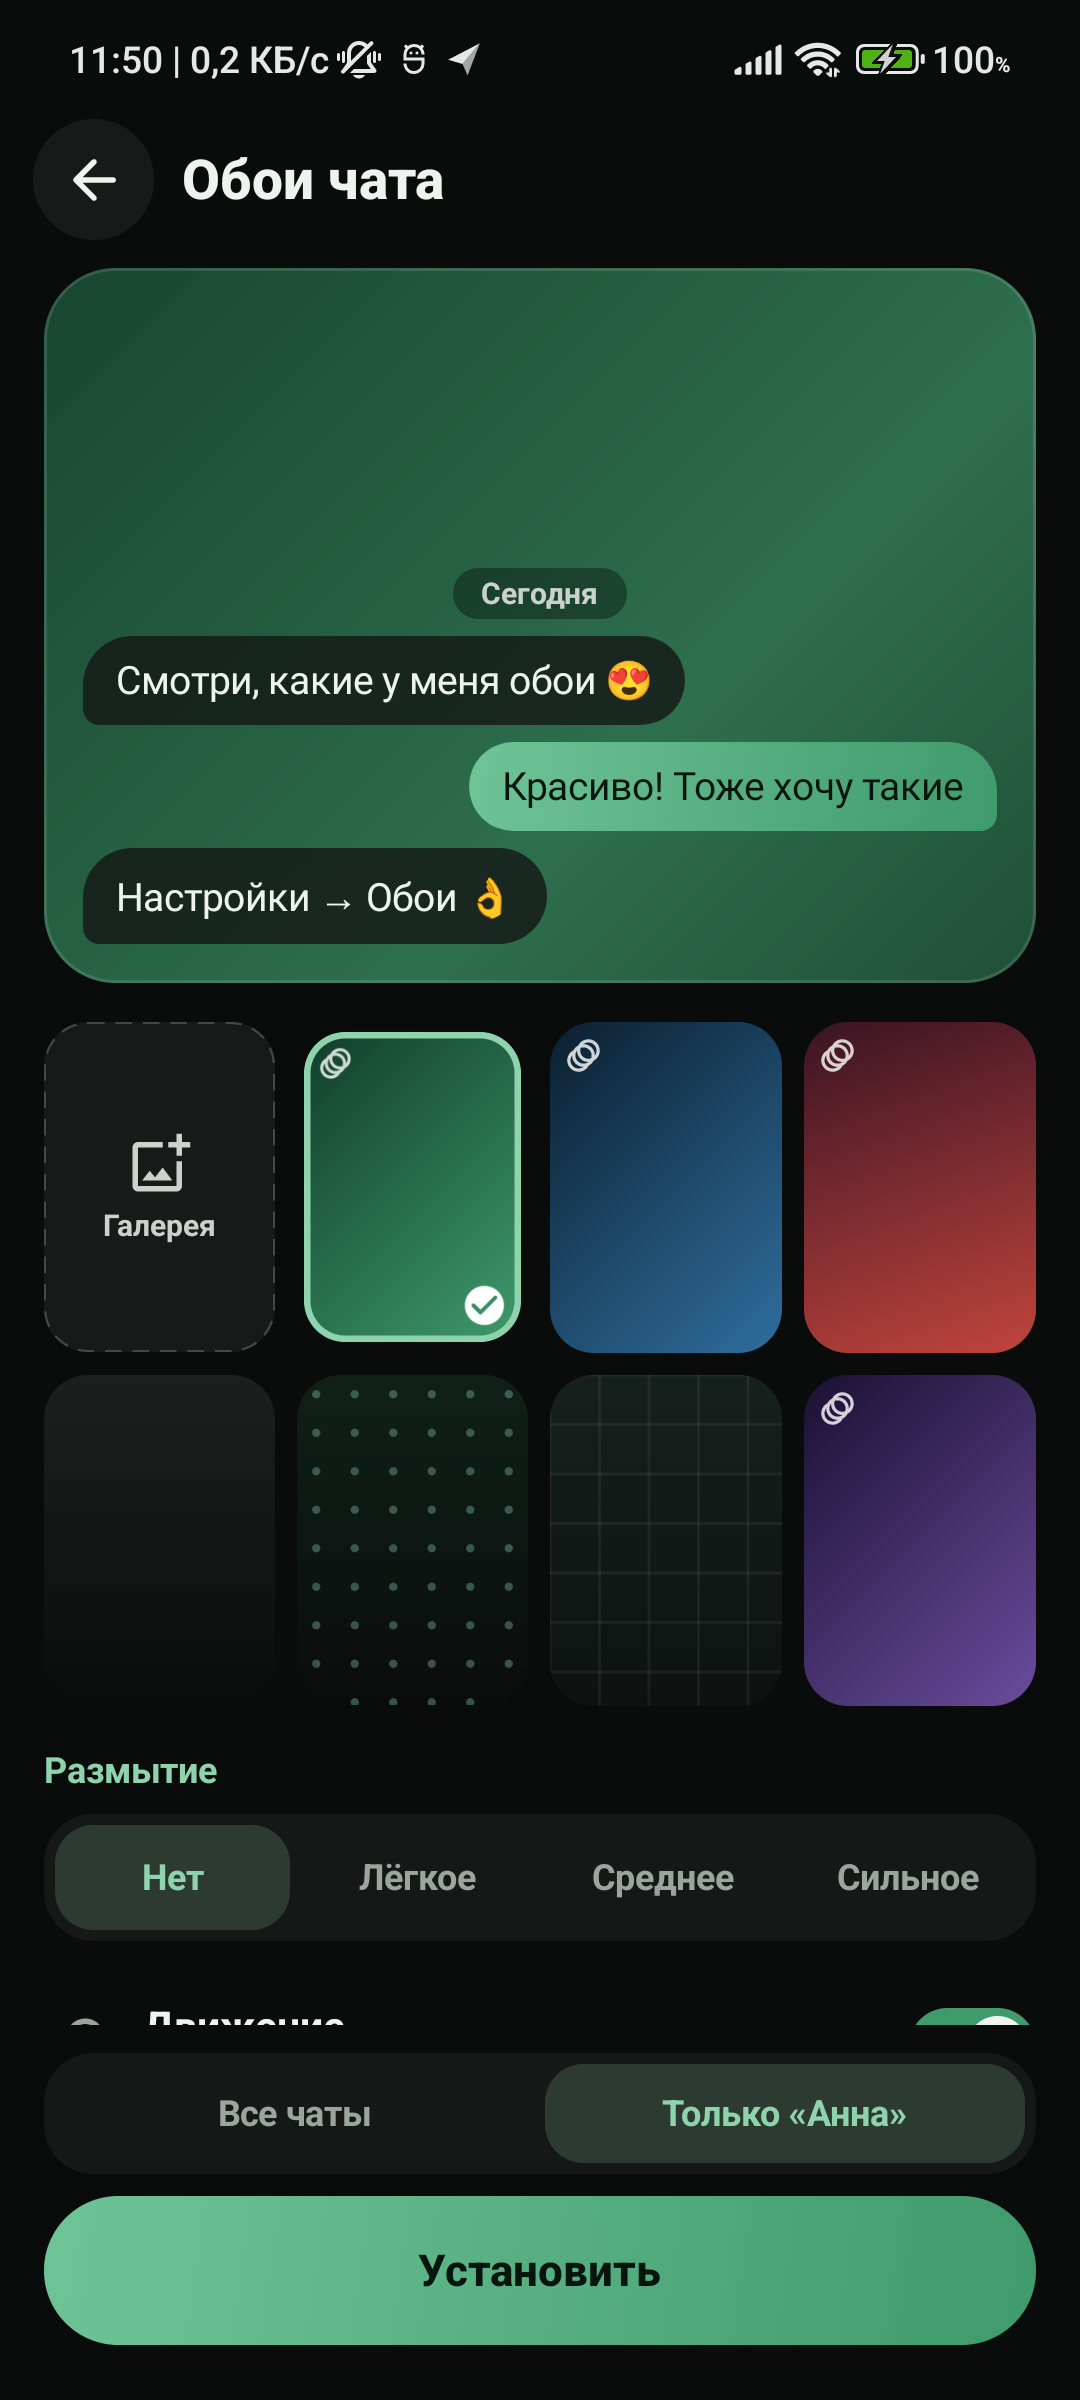 11:50 | 0,2 КБ/с 100%
Обои чата
Сегодня
Смотри, какие у меня обои 😍
Красиво! Тоже хочу такие
Настройки → Обои 👌
Галерея
Размытие
Нет Лёгкое Среднее Сильное
Движение
Все чаты Только «Анна»
Установить